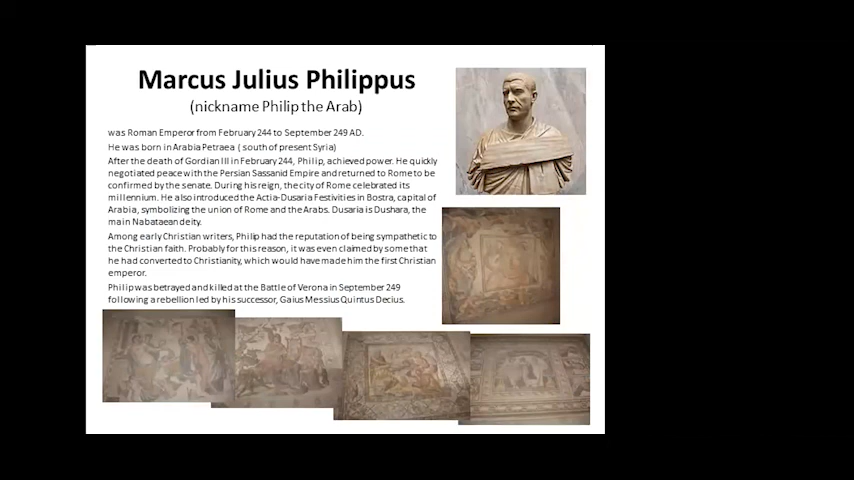 Marcus Julius Philippus
(nickname Philip the Arab)
was Roman Emperor from February 244 to September 249 AD.
He was born in Arabia Petraea ( south of present Syria)
After the death of Gordian III in February 244, Philip, achieved power. He quickly
negotiated peace with the Persian Sassanid Empire and returned to Rome to be
confirmed by the senate. During his reign, the city of Rome celebrated its
millennium. He also introduced the Actia-Dusaria Festivities in Bostra, capital of
Arabia, symbolizing the union of Rome and the Arabs. Dusaria is Dushara, the
main Nabataean deity.
Among early Christian writers, Philip had the reputation of being sympathetic to
the Christian faith. Probably for this reason, it was even claimed by some that
he had converted to Christianity, which would have made him the first Christian
emperor.
Philip was betrayed and killed at the Battle of Verona in September 249
following a rebellion led by his successor, Gaius Messius Quintus Decius.